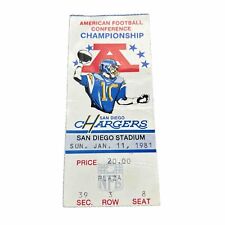 AMERICAN FOOTBALL
CONFERENCE
CHAMPIONSHIP
A
10
SAN DIEGO
CHARGERS
SAN DIEGO STADIUM
SUN. JAN. 11, 1981
PRICE 20.00
PLAZA
39 3 8
SEC. ROW SEAT